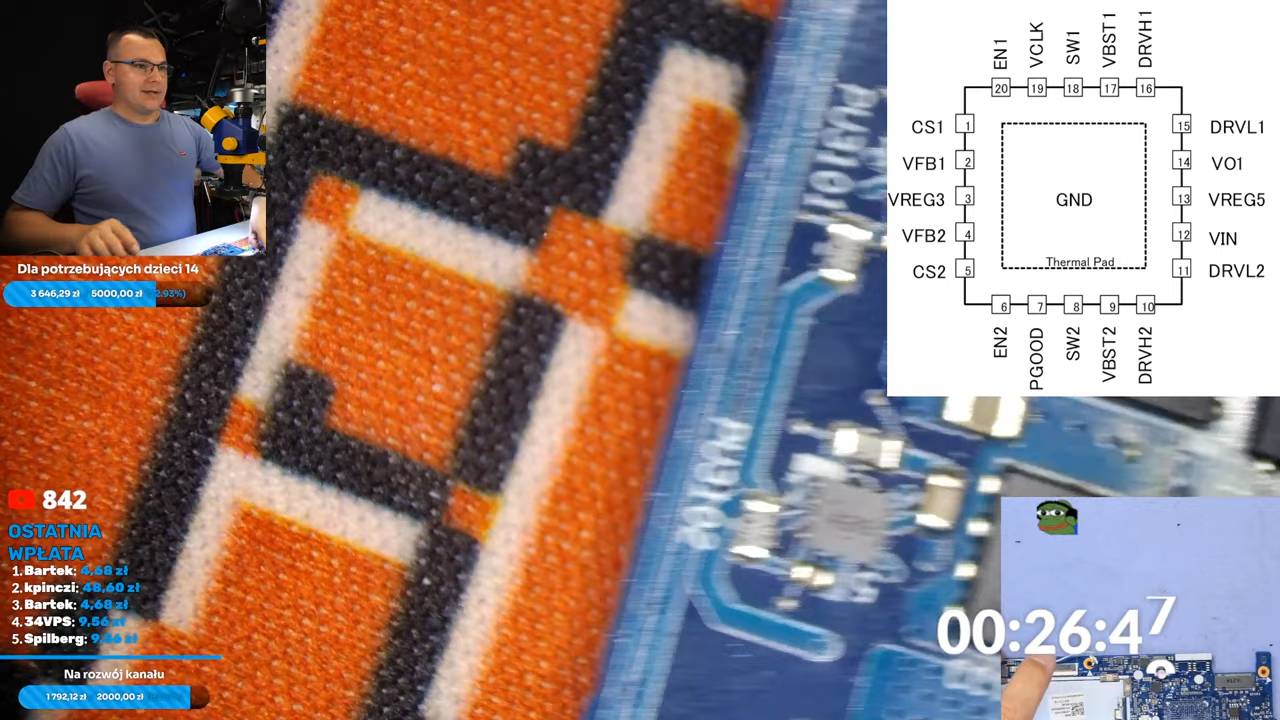 Dla potrzebujących dzieci 14
3 646,29 zł 5000,00 zł
842
OSTATNIA
WPŁATA
1. Bartek: 4,68 zł
2. kpinczi: 48,60 zł
3. Bartek: 4,68 zł
4. 34VPS: 9,56 zł
5. Spilberg: 9,36 zł
Na rozwój kanału
1 792,12 zł 2000,00 zł
EN1
VCLK
SW1
VBST1
DRVH1
20 19 18 17 16
CS1 1
VFB1 2
VREG3 3
VFB2 4
CS2 5
15 DRVL1
14 VO1
13 VREG5
12 VIN
11 DRVL2
GND
Thermal Pad
6 7 8 9 10
EN2
PGOOD
SW2
VBST2
DRVH2
00:26:47